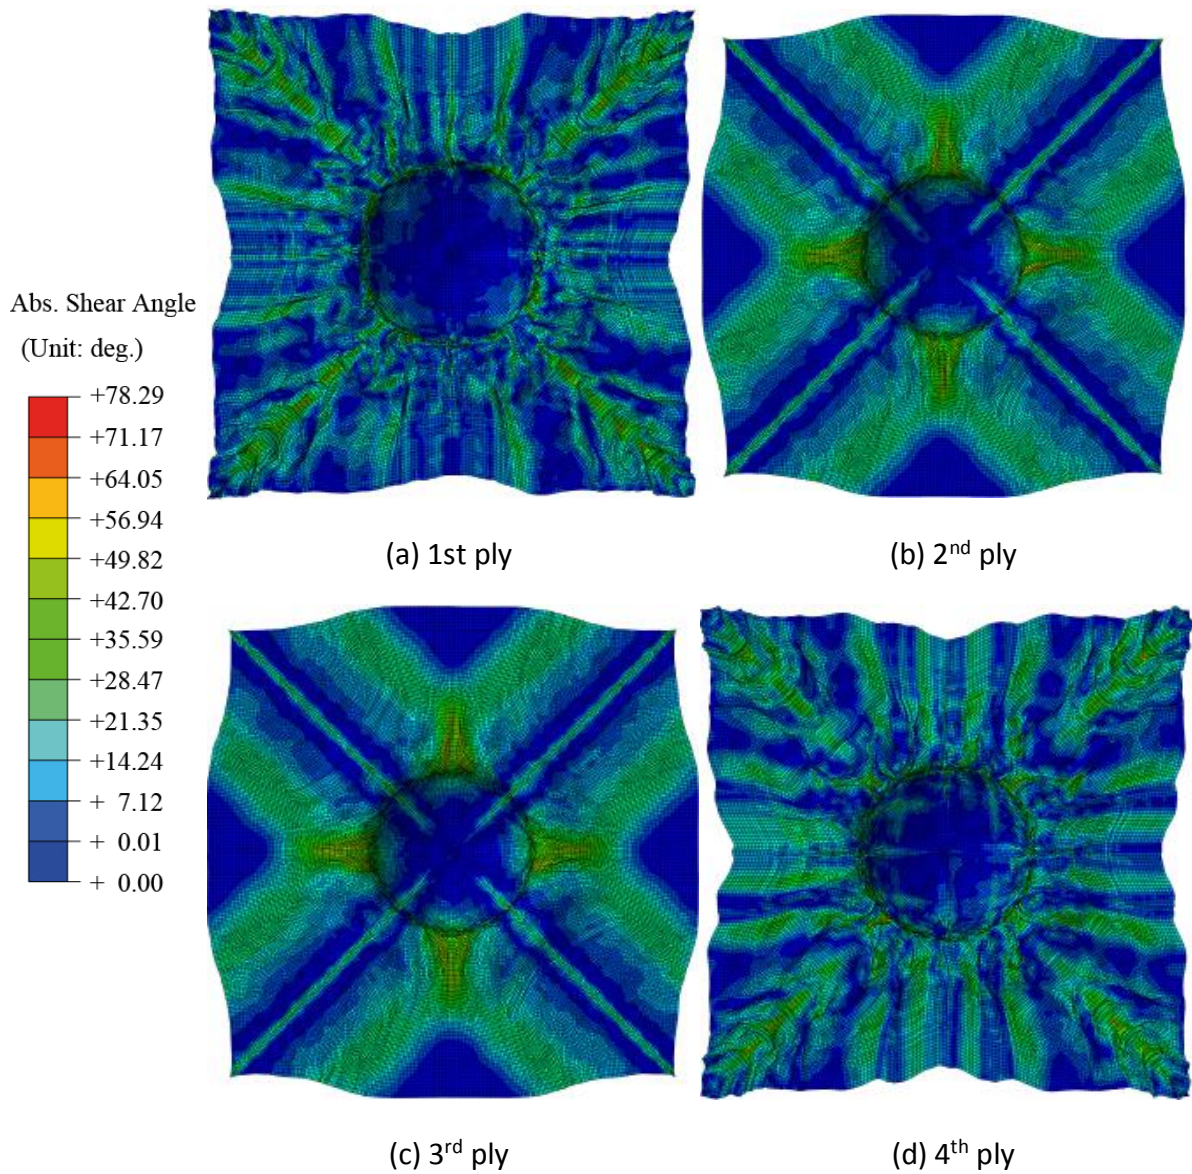 Abs. Shear Angle
(Unit: deg.)
+78.29
+71.17
+64.05
+56.94
+49.82
+42.70
+35.59
+28.47
+21.35
+14.24
+ 7.12
+ 0.01
+ 0.00
(a) 1st ply
(b) 2nd ply
(c) 3rd ply
(d) 4th ply